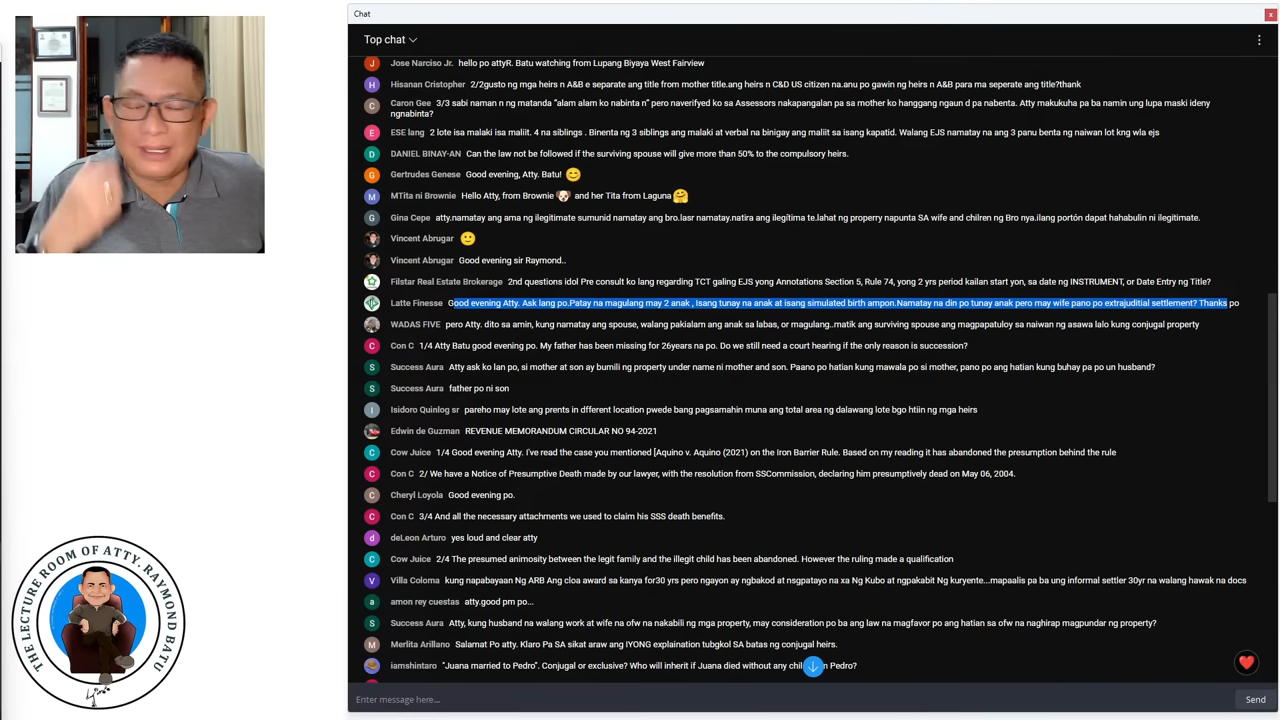 Chat
x
Top chat
J Jose Narciso Jr. hello po attyR. Batu watching from Lupang Biyaya West Fairview
H Hisanan Cristopher 2/2gusto ng mga heirs n A&B e separate ang title from mother title.ang heirs n C&D US citizen na.anu po gawin ng heirs n A&B para ma seperate ang title?thank
C Caron Gee 3/3 sabi naman n ng matanda "alam alam ko nabinta n" pero naverifyed ko sa Assessors nakapangalan pa sa mother ko hanggang ngaun d pa nabenta. Atty makukuha pa ba namin ung lupa maski ideny
ngnabinta?
E ESE lang 2 lote isa malaki isa maliit. 4 na siblings . Binenta ng 3 siblings ang malaki at verbal na binigay ang maliit sa isang kapatid. Walang EJS namatay na ang 3 panu benta ng naiwan lot kng wla ejs
D DANIEL BINAY-AN Can the law not be followed if the surviving spouse will give more than 50% to the compulsory heirs.
G Gertrudes Genese Good evening, Atty. Batu! 😊
M MTita ni Brownie Hello Atty, from Brownie 🐶 and her Tita from Laguna 🤗
G Gina Cepe atty.namatay ang ama ng ilegitimate sumunid namatay ang bro.lasr namatay.natira ang ilegítima te.lahat ng properry napunta SA wife and chilren ng Bro nya.ilang portón dapat hahabulin ni ilegitimate.
Vincent Abrugar 🙂
Vincent Abrugar Good evening sir Raymond..
Filstar Real Estate Brokerage 2nd questions idol Pre consult ko lang regarding TCT galing EJS yong Annotations Section 5, Rule 74, yong 2 yrs period kailan start yon, sa date ng INSTRUMENT, or Date Entry ng Title?
Latte Finesse Good evening Atty. Ask lang po.Patay na magulang may 2 anak , Isang tunay na anak at isang simulated birth ampon.Namatay na din po tunay anak pero may wife pano po extrajuditial settlement? Thanks po
WADAS FIVE pero Atty. dito sa amin, kung namatay ang spouse, walang pakialam ang anak sa labas, or magulang..matik ang surviving spouse ang magpapatuloy sa naiwan ng asawa lalo kung conjugal property
C Con C 1/4 Atty Batu good evening po. My father has been missing for 26years na po. Do we still need a court hearing if the only reason is succession?
S Success Aura Atty ask ko lan po, si mother at son ay bumili ng property under name ni mother and son. Paano po hatian kung mawala po si mother, pano po ang hatian kung buhay pa po un husband?
S Success Aura father po ni son
I Isidoro Quinlog sr pareho may lote ang prents in dfferent location pwede bang pagsamahin muna ang total area ng dalawang lote bgo htiin ng mga heirs
Edwin de Guzman REVENUE MEMORANDUM CIRCULAR NO 94-2021
C Cow Juice 1/4 Good evening Atty. I've read the case you mentioned [Aquino v. Aquino (2021) on the Iron Barrier Rule. Based on my reading it has abandoned the presumption behind the rule
C Con C 2/ We have a Notice of Presumptive Death made by our lawyer, with the resolution from SSCommission, declaring him presumptively dead on May 06, 2004.
C Cheryl Loyola Good evening po.
C Con C 3/4 And all the necessary attachments we used to claim his SSS death benefits.
d deLeon Arturo yes loud and clear atty
C Cow Juice 2/4 The presumed animosity between the legit family and the illegit child has been abandoned. However the ruling made a qualification
V Villa Coloma kung napabayaan Ng ARB Ang cloa award sa kanya for30 yrs pero ngayon ay ngbakod at nsgpatayo na xa Ng Kubo at ngpakabit Ng kuryente...mapaalis pa ba ung informal settler 30yr na walang hawak na docs
a amon rey cuestas atty.good pm po...
S Success Aura Atty, kung husband na walang work at wife na ofw na nakabili ng mga property, may consideration po ba ang law na magfavor po ang hatian sa ofw na naghirap magpundar ng property?
M Merlita Arillano Salamat Po atty. Klaro Pa SA sikat araw ang IYONG explaination tubgkol SA batas ng conjugal heirs.
iamshintaro "Juana married to Pedro". Conjugal or exclusive? Who will inherit if Juana died without any chil n Pedro?
Enter message here...
Send
THE LECTURE ROOM OF ATTY. RAYMOND BATU